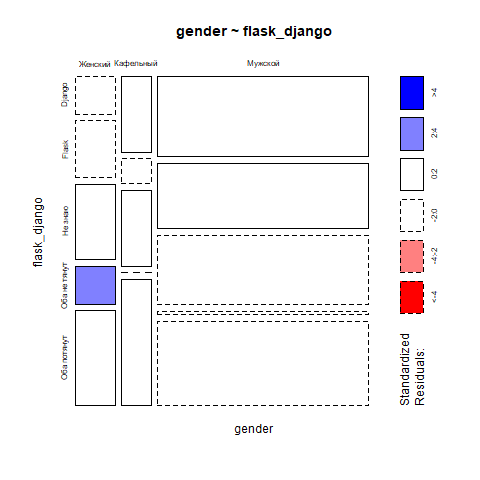 gender ~ flask_django
Женский
Кафельный
Мужской
Django
Flask
Не знаю
Оба не тянут
Оба потянут
flask_django
gender
>4
2:4
0:2
-2:0
-4:-2
<-4
Standardized
Residuals: